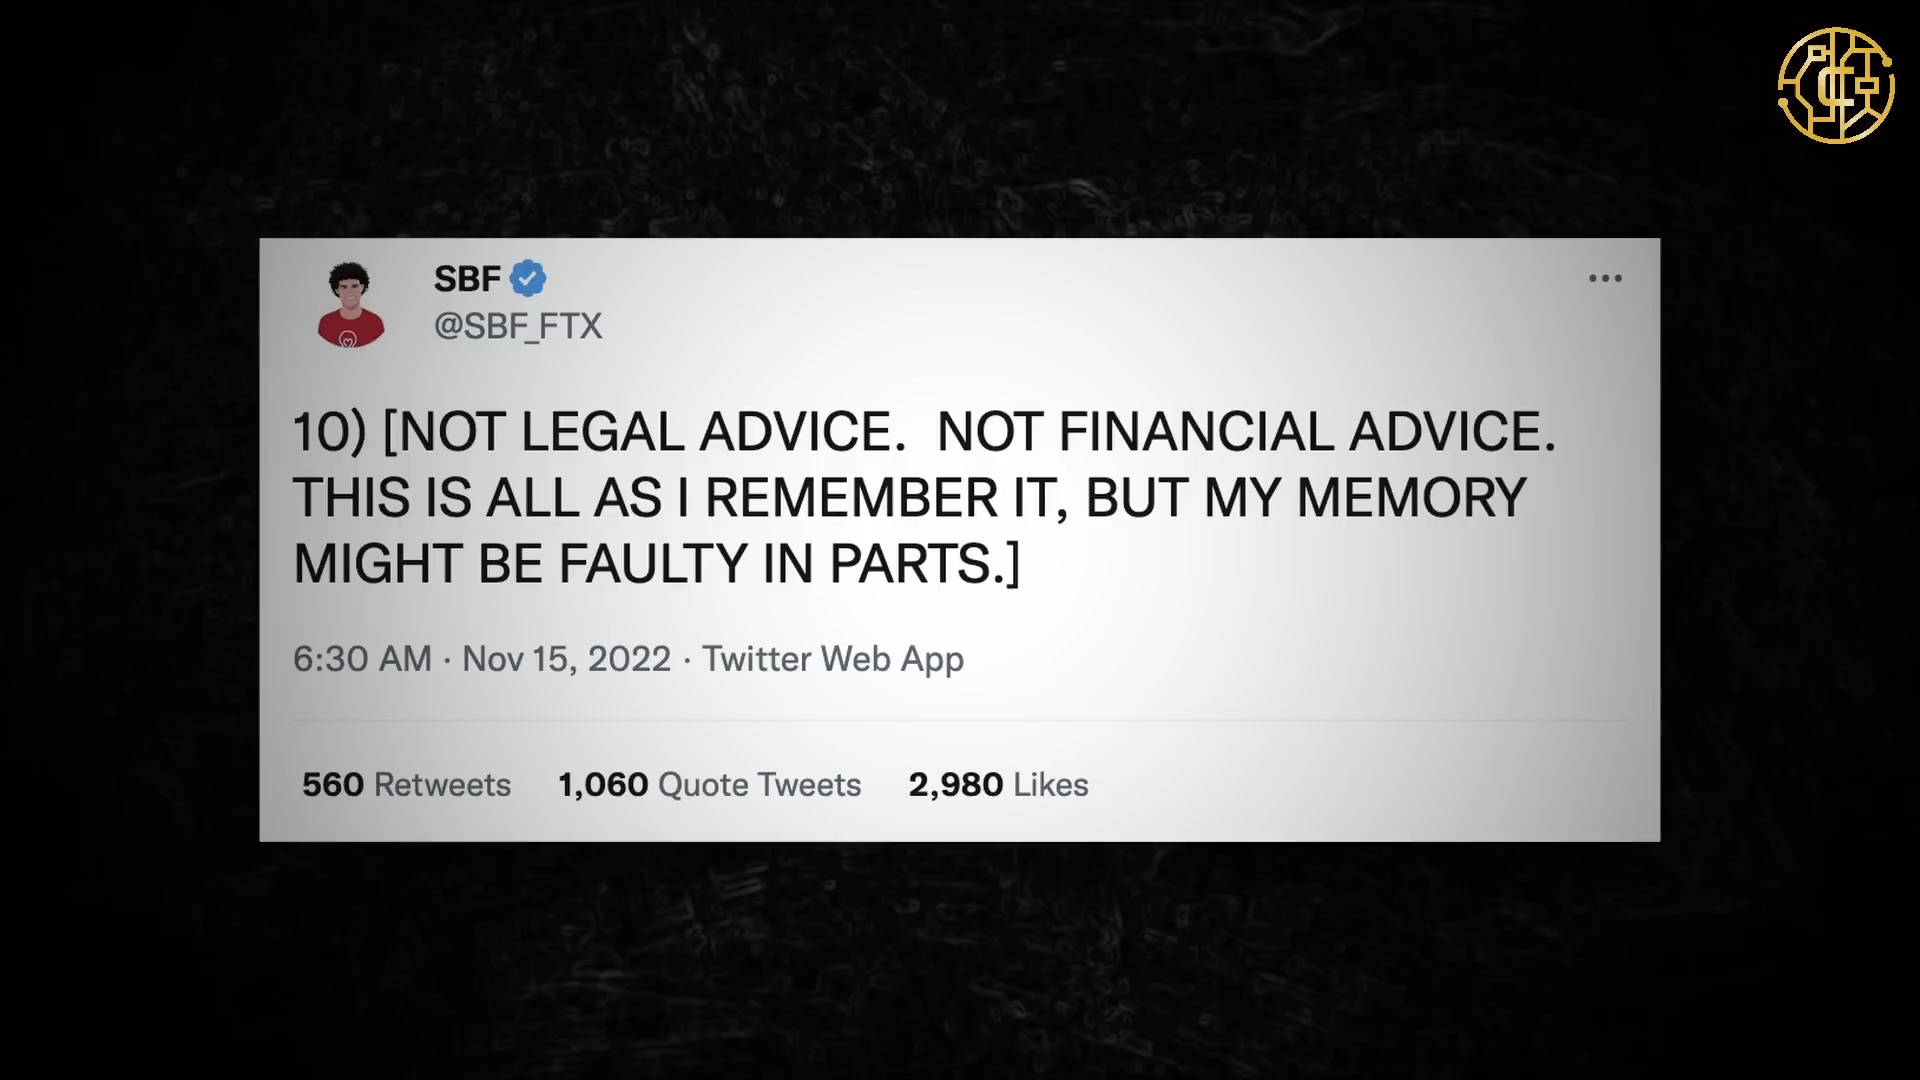 SBF
@SBF_FTX
10) [NOT LEGAL ADVICE.  NOT FINANCIAL ADVICE.
THIS IS ALL AS I REMEMBER IT, BUT MY MEMORY
MIGHT BE FAULTY IN PARTS.]
6:30 AM · Nov 15, 2022 · Twitter Web App
560 Retweets 1,060 Quote Tweets 2,980 Likes